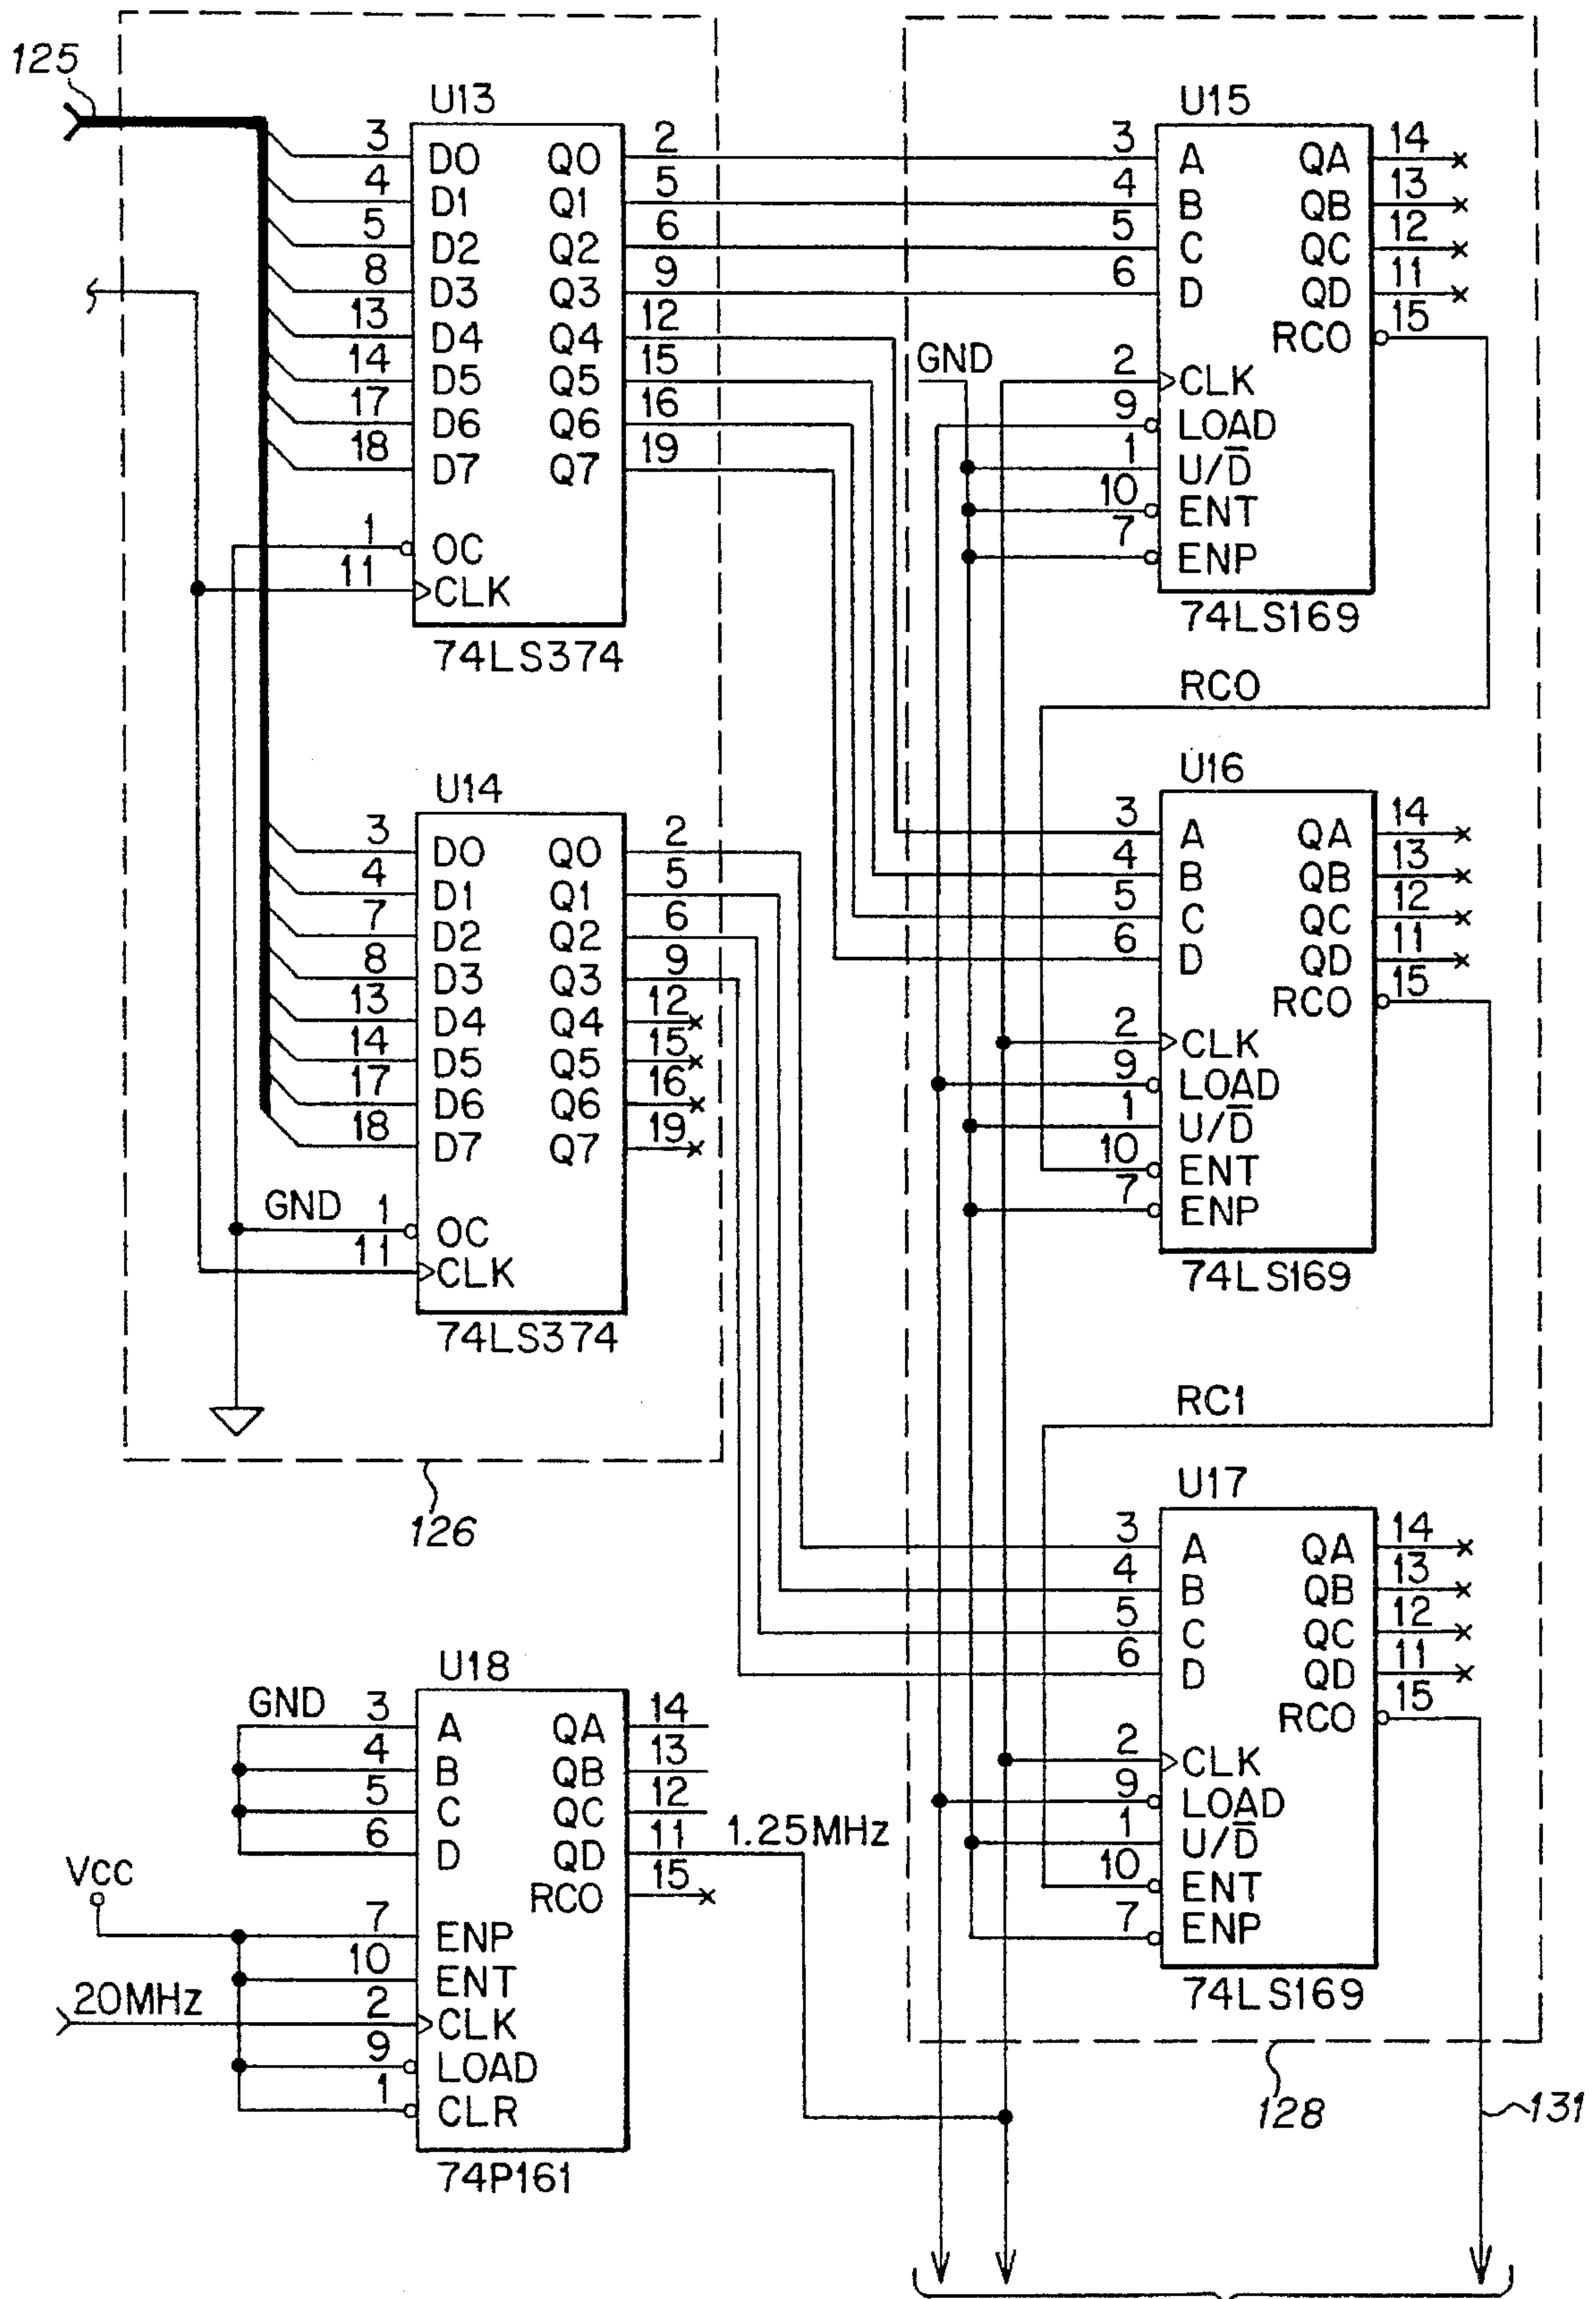 125
U13
3 D0 Q0 2
4 D1 Q1 5
5 D2 Q2 6
8 D3 Q3 9
13 D4 Q4 12
14 D5 Q5 15
17 D6 Q6 16
18 D7 Q7 19
1 OC
11 CLK
74LS374
U14
3 D0 Q0 2
4 D1 Q1 5
7 D2 Q2 6
8 D3 Q3 9
13 D4 Q4 12
14 D5 Q5 15
17 D6 Q6 16
18 D7 Q7 19
GND 1 OC
11 CLK
74LS374
126
U18
GND 3 A QA 14
4 B QB 13
5 C QC 12
6 D QD 11 1.25MHz
RCO 15
VCC
7 ENP
10 ENT
20MHz 2 CLK
9 LOAD
1 CLR
74P161
U15
3 A QA 14
4 B QB 13
5 C QC 12
6 D QD 11
RCO 15
GND
2 CLK
9 LOAD
1 U/D̅
10 ENT
7 ENP
74LS169
RCO
U16
3 A QA 14
4 B QB 13
5 C QC 12
6 D QD 11
RCO 15
2 CLK
9 LOAD
1 U/D̅
10 ENT
7 ENP
74LS169
RC1
U17
3 A QA 14
4 B QB 13
5 C QC 12
6 D QD 11
RCO 15
2 CLK
9 LOAD
1 U/D̅
10 ENT
7 ENP
74LS169
128
131